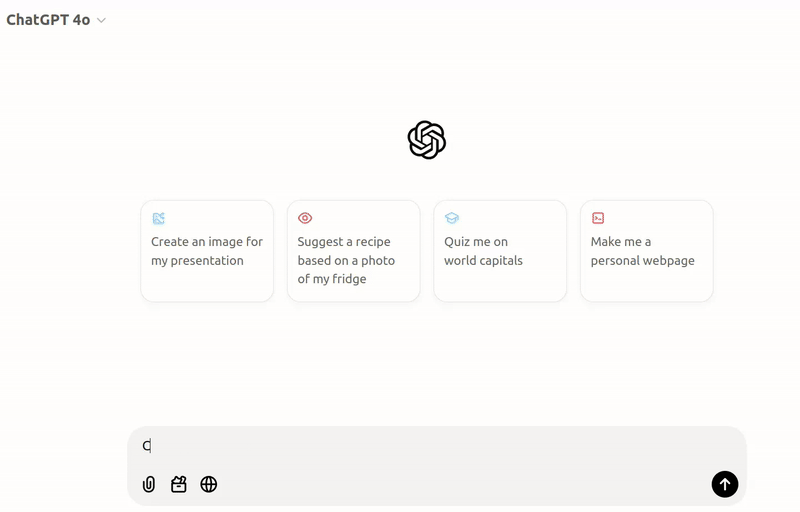 ChatGPT 4o
Create an image for
my presentation
Suggest a recipe
based on a photo
of my fridge
Quiz me on
world capitals
Make me a
personal webpage
C